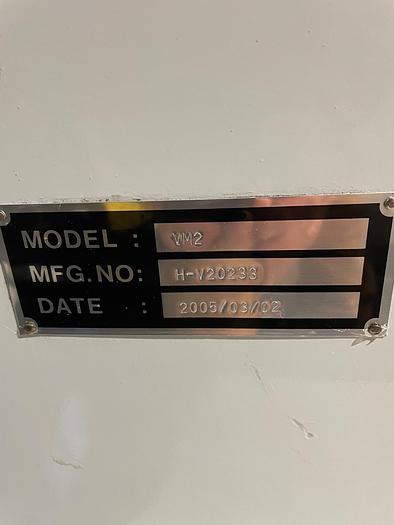 MODEL : VM2
MFG.NO: H-V20233
DATE : 2005/03/02